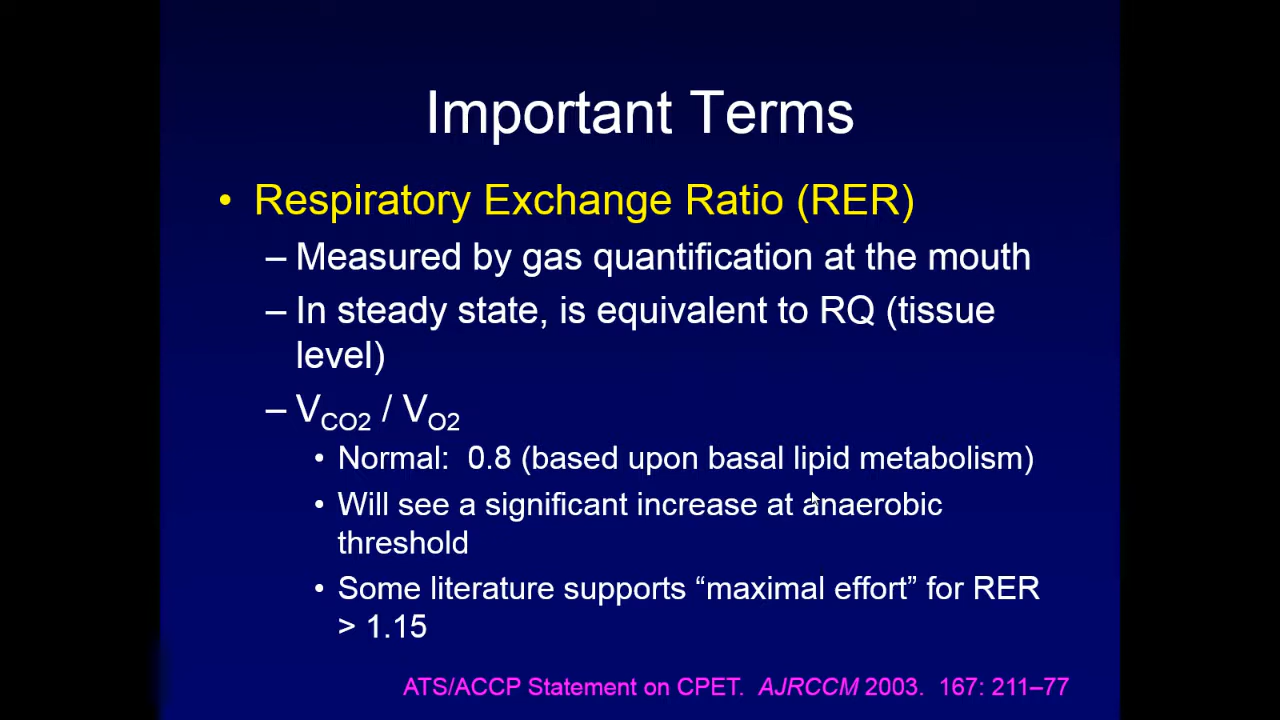 Important Terms
• Respiratory Exchange Ratio (RER)
– Measured by gas quantification at the mouth
– In steady state, is equivalent to RQ (tissue
level)
– VCO2 / VO2
• Normal: 0.8 (based upon basal lipid metabolism)
• Will see a significant increase at anaerobic
threshold
• Some literature supports “maximal effort” for RER
> 1.15
ATS/ACCP Statement on CPET. AJRCCM 2003. 167: 211–77